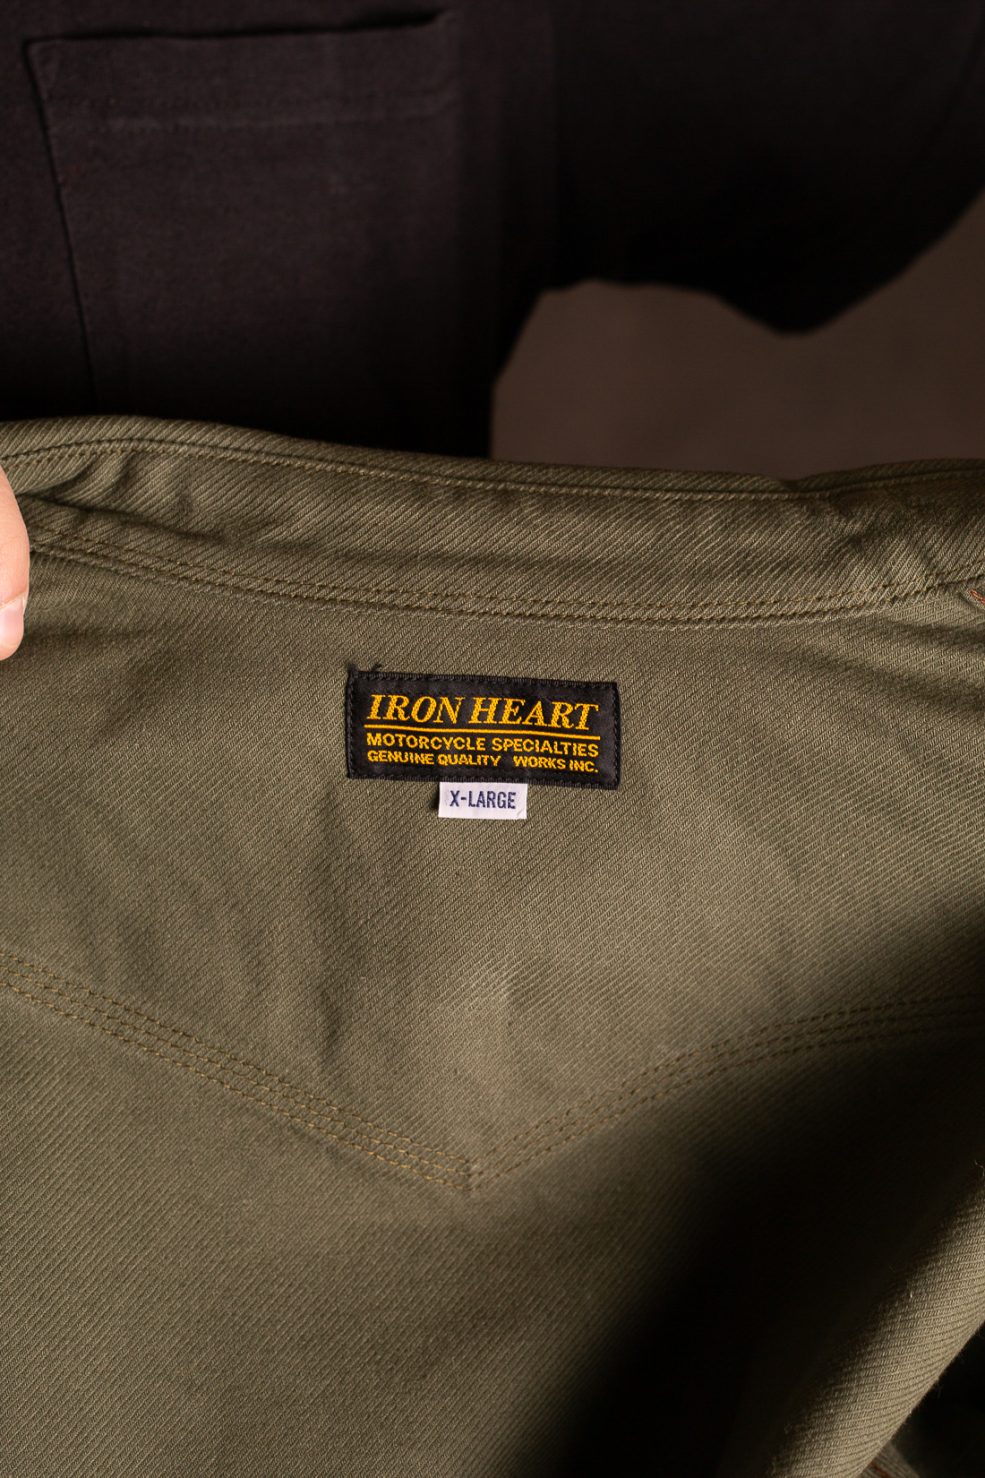 IRON HEART
MOTORCYCLE SPECIALTIES
GENUINE QUALITY WORKS INC.
X-LARGE